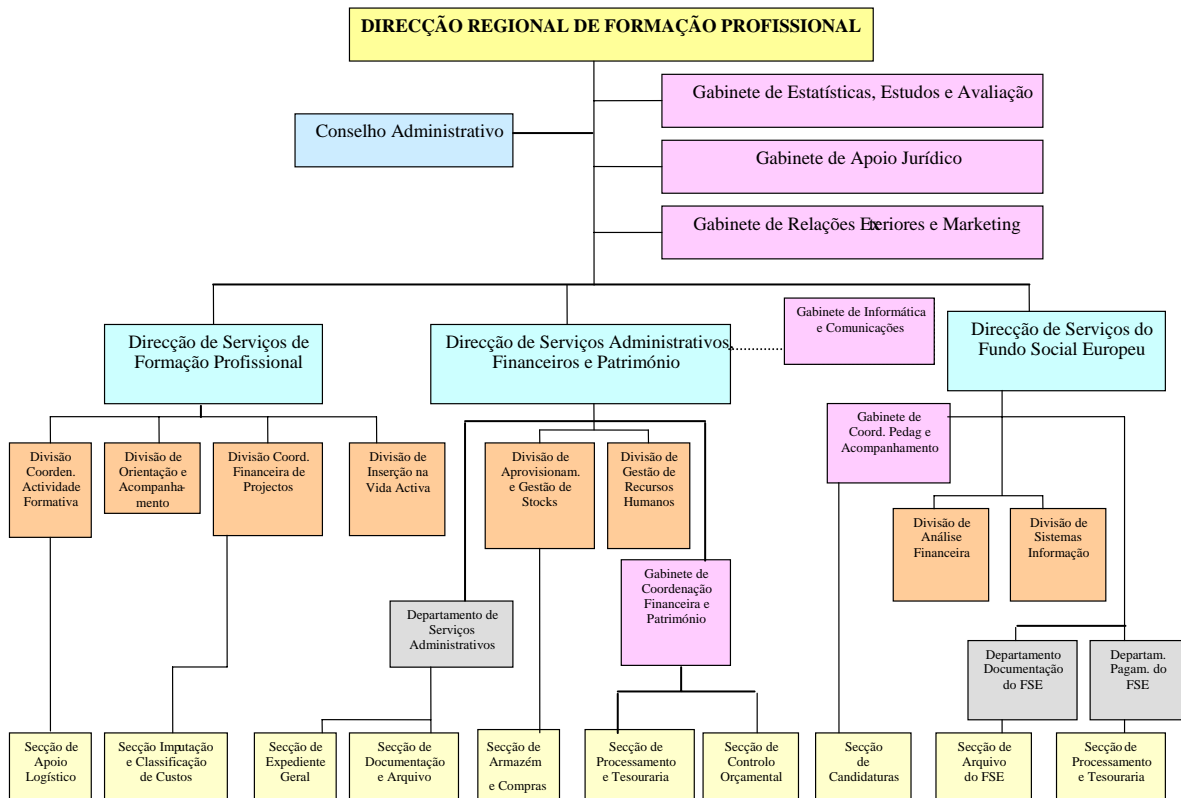 DIRECÇÃO REGIONAL DE FORMAÇÃO PROFISSIONAL
Gabinete de Estatísticas, Estudos e Avaliação
Conselho Administrativo
Gabinete de Apoio Jurídico
Gabinete de Relações Exteriores e Marketing
Direcção de Serviços de
Formação Profissional
Direcção de Serviços Administrativos,
Financeiros e Património
Gabinete de Informática
e Comunicações
Direcção de Serviços do
Fundo Social Europeu
Divisão
Coorden.
Actividade
Formativa
Divisão de
Orientação e
Acompanha-
mento
Divisão Coord.
Financeira de
Projectos
Divisão de
Inserção na
Vida Activa
Divisão de
Aprovisionam.
e Gestão de
Stocks
Divisão de
Gestão de
Recursos
Humanos
Gabinete de
Coord. Pedag e
Acompanhamento
Divisão de
Análise
Financeira
Divisão de
Sistemas
Informação
Departamento de
Serviços
Administrativos
Gabinete de
Coordenação
Financeira e
Património
Departamento
Documentação
do FSE
Departam.
Pagam. do
FSE
Secção de
Apoio
Logístico
Secção Imputação
e Classificação
de Custos
Secção de
Expediente
Geral
Secção de
Documentação
e Arquivo
Secção de
Armazém
e Compras
Secção de
Processamento
e Tesouraria
Secção de
Controlo
Orçamental
Secção
de
Candidaturas
Secção de
Arquivo
do FSE
Secção de
Processamento
e Tesouraria